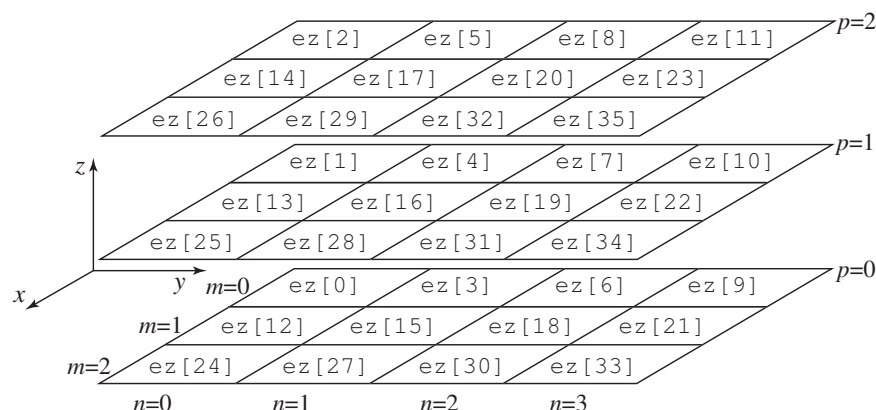 p=2
ez[2] ez[5] ez[8] ez[11]
ez[14] ez[17] ez[20] ez[23]
ez[26] ez[29] ez[32] ez[35]
p=1
ez[1] ez[4] ez[7] ez[10]
z
ez[13] ez[16] ez[19] ez[22]
ez[25] ez[28] ez[31] ez[34]
p=0
x y m=0 ez[0] ez[3] ez[6] ez[9]
m=1 ez[12] ez[15] ez[18] ez[21]
m=2 ez[24] ez[27] ez[30] ez[33]
n=0 n=1 n=2 n=3